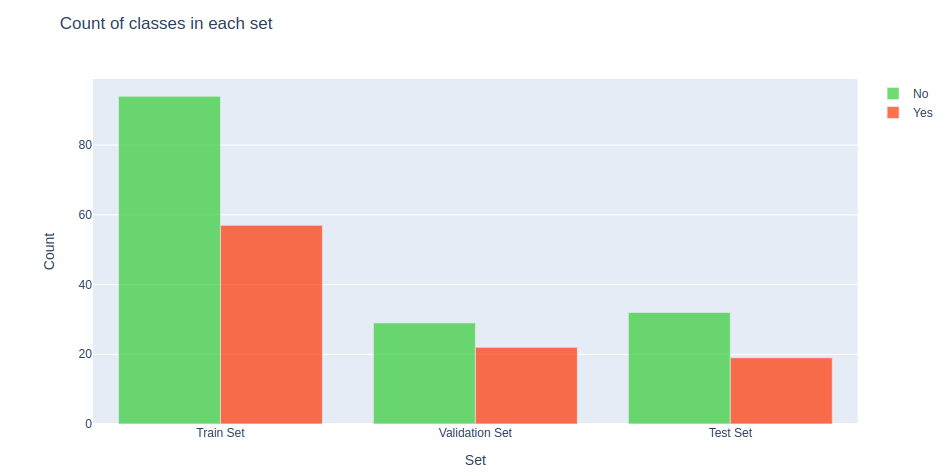 Count of classes in each set
No
Yes
80
60
40
20
0
Count
Train Set
Validation Set
Test Set
Set